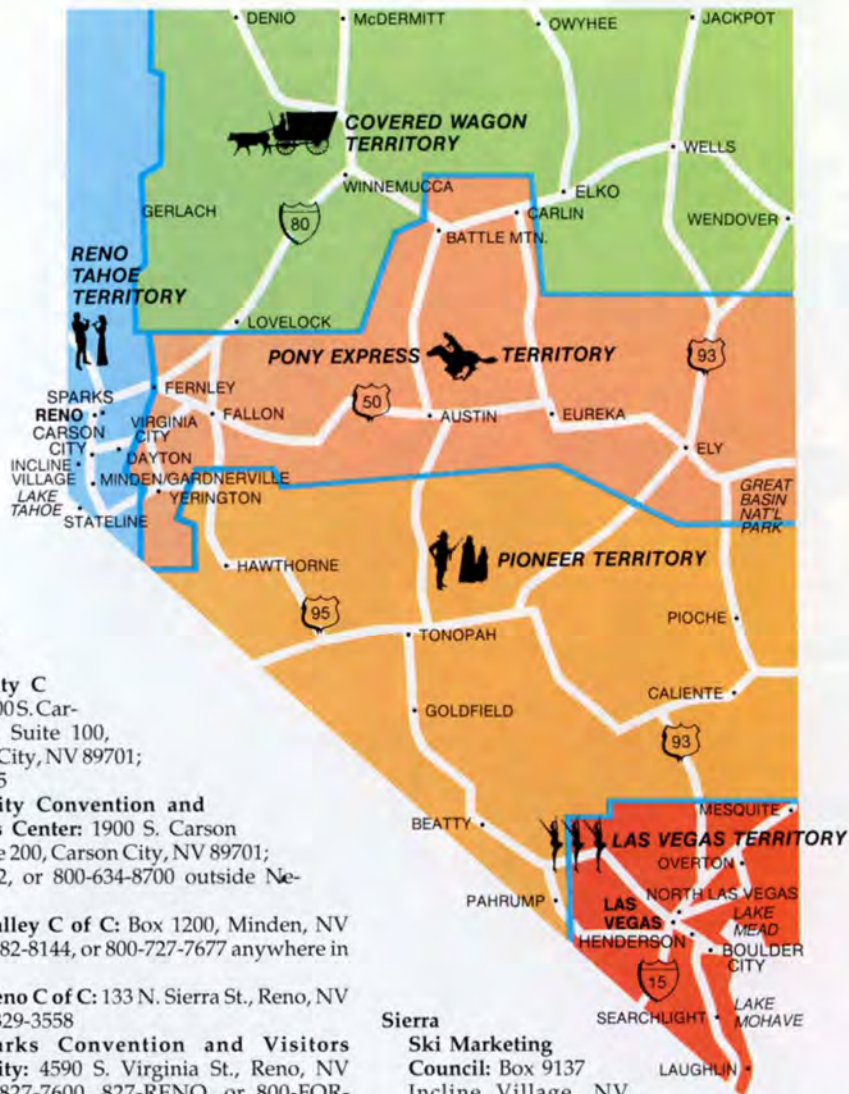 DENIO
McDERMITT
OWYHEE
JACKPOT
COVERED WAGON
TERRITORY
WELLS
WINNEMUCCA
ELKO
CARLIN
GERLACH
80
WENDOVER
BATTLE MTN.
RENO
TAHOE
TERRITORY
LOVELOCK
PONY EXPRESS TERRITORY
93
SPARKS
FERNLEY
RENO
FALLON
50
AUSTIN
EUREKA
CARSON
CITY
VIRGINIA
CITY
ELY
DAYTON
INCLINE
VILLAGE
MINDEN/GARDNERVILLE
YERINGTON
LAKE
TAHOE
STATELINE
GREAT
BASIN
NAT'L
PARK
PIONEER TERRITORY
HAWTHORNE
95
TONOPAH
PIOCHE
GOLDFIELD
CALIENTE
93
BEATTY
MESQUITE
LAS VEGAS TERRITORY
OVERTON
PAHRUMP
NORTH LAS VEGAS
LAS
VEGAS
LAKE
MEAD
HENDERSON
BOULDER
CITY
15
SEARCHLIGHT
LAKE
MOHAVE
LAUGHLIN
ty C
00 S. Car-
Suite 100,
City, NV 89701;
5
ity Convention and
s Center: 1900 S. Carson
e 200, Carson City, NV 89701;
2, or 800-634-8700 outside Ne-
alley C of C: Box 1200, Minden, NV
82-8144, or 800-727-7677 anywhere in
eno C of C: 133 N. Sierra St., Reno, NV
329-3558
arks Convention and Visitors
ity: 4590 S. Virginia St., Reno, NV
827-7600, 827-RENO, or 800-FOR-
Sierra
Ski Marketing
Council: Box 9137
Incline Village, NV